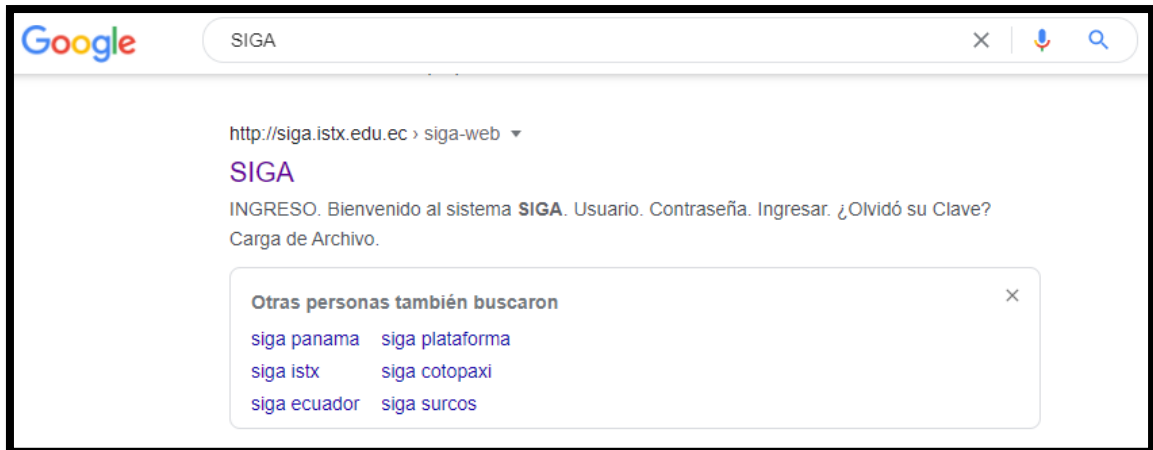 Google SIGA
http://siga.istx.edu.ec › siga-web
SIGA
INGRESO. Bienvenido al sistema SIGA. Usuario. Contraseña. Ingresar. ¿Olvidó su Clave?
Carga de Archivo.
Otras personas también buscaron
siga panama siga plataforma
siga istx siga cotopaxi
siga ecuador siga surcos